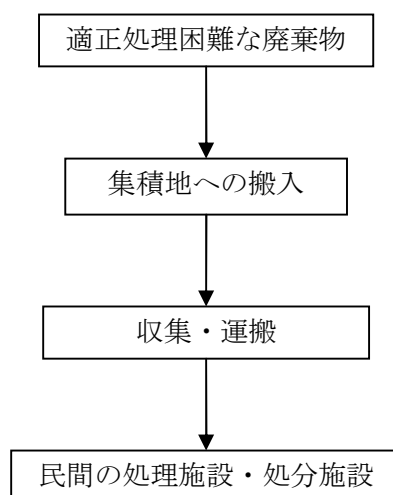 適正処理困難な廃棄物
集積地への搬入
収集・運搬
民間の処理施設・処分施設